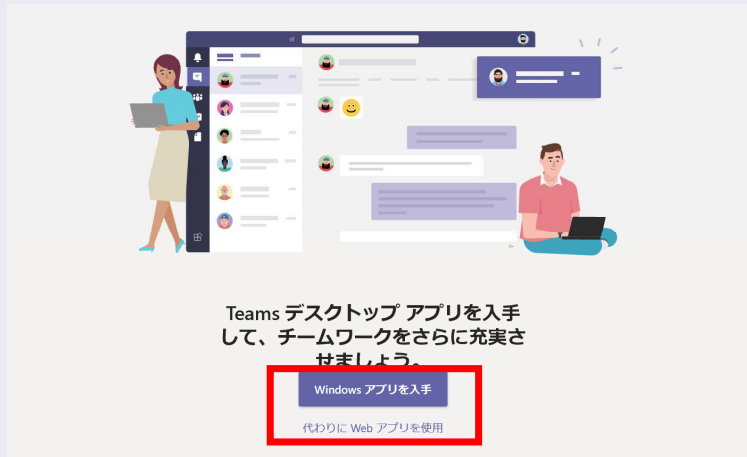 Teams デスクトップ アプリを入手
して、チームワークをさらに充実さ
せましょう。
Windows アプリを入手
代わりに Web アプリを使用